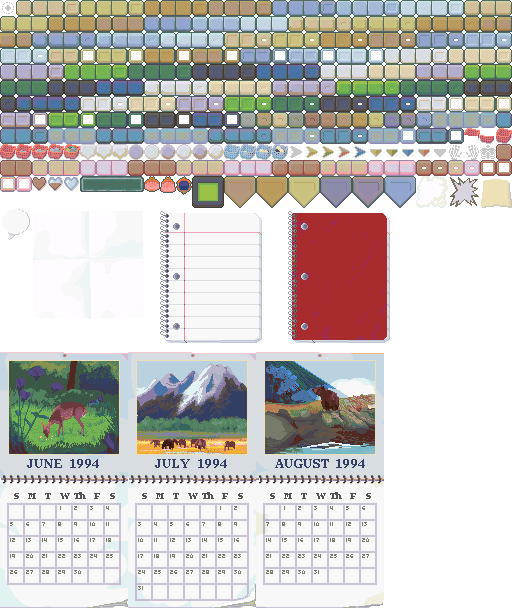 JUNE 1994
S M T W Th F S
1 2 3 4
5 6 7 8 9 10 11
12 13 14 15 16 17 18
19 20 21 22 23 24 25
26 27 28 29 30
JULY 1994
S M T W Th F S
1 2
3 4 5 6 7 8 9
10 11 12 13 14 15 16
17 18 19 20 21 22 23
24 25 26 27 28 29 30
31
AUGUST 1994
S M T W Th F S
1 2 3 4 5 6
7 8 9 10 11 12 13
14 15 16 17 18 19 20
21 22 23 24 25 26 27
28 29 30 31